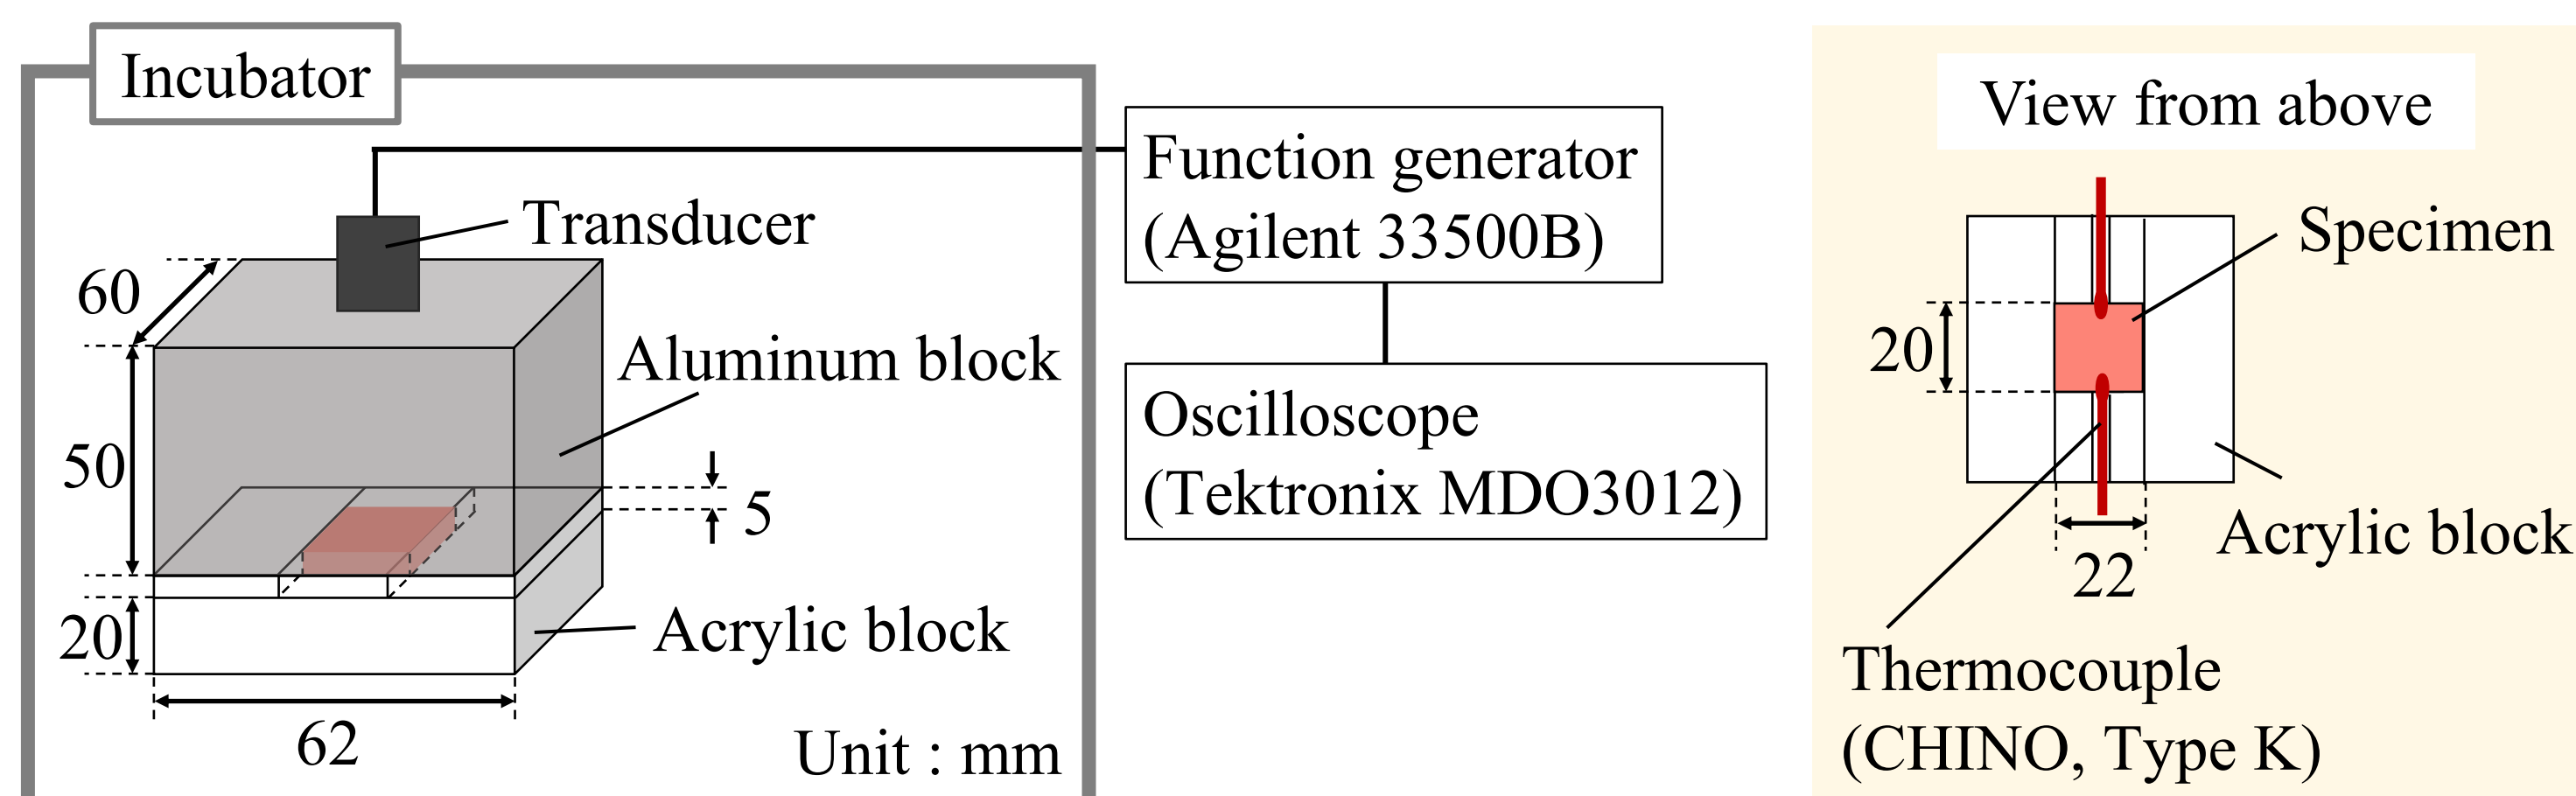 Incubator
Transducer
60
50
20
62
Aluminum block
5
Acrylic block
Unit : mm
Function generator
(Agilent 33500B)
Oscilloscope
(Tektronix MDO3012)
View from above
Specimen
20
22
Acrylic block
Thermocouple
(CHINO, Type K)